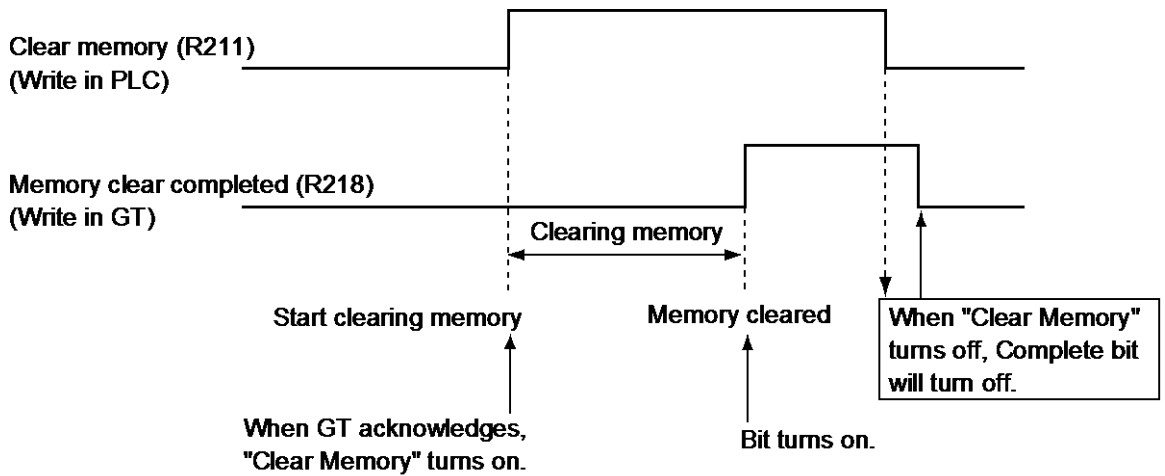 Clear memory (R211)
(Write in PLC)
Memory clear completed (R218)
(Write in GT)
Clearing memory
Start clearing memory
Memory cleared
When "Clear Memory"
turns off, Complete bit
will turn off.
When GT acknowledges,
"Clear Memory" turns on.
Bit turns on.